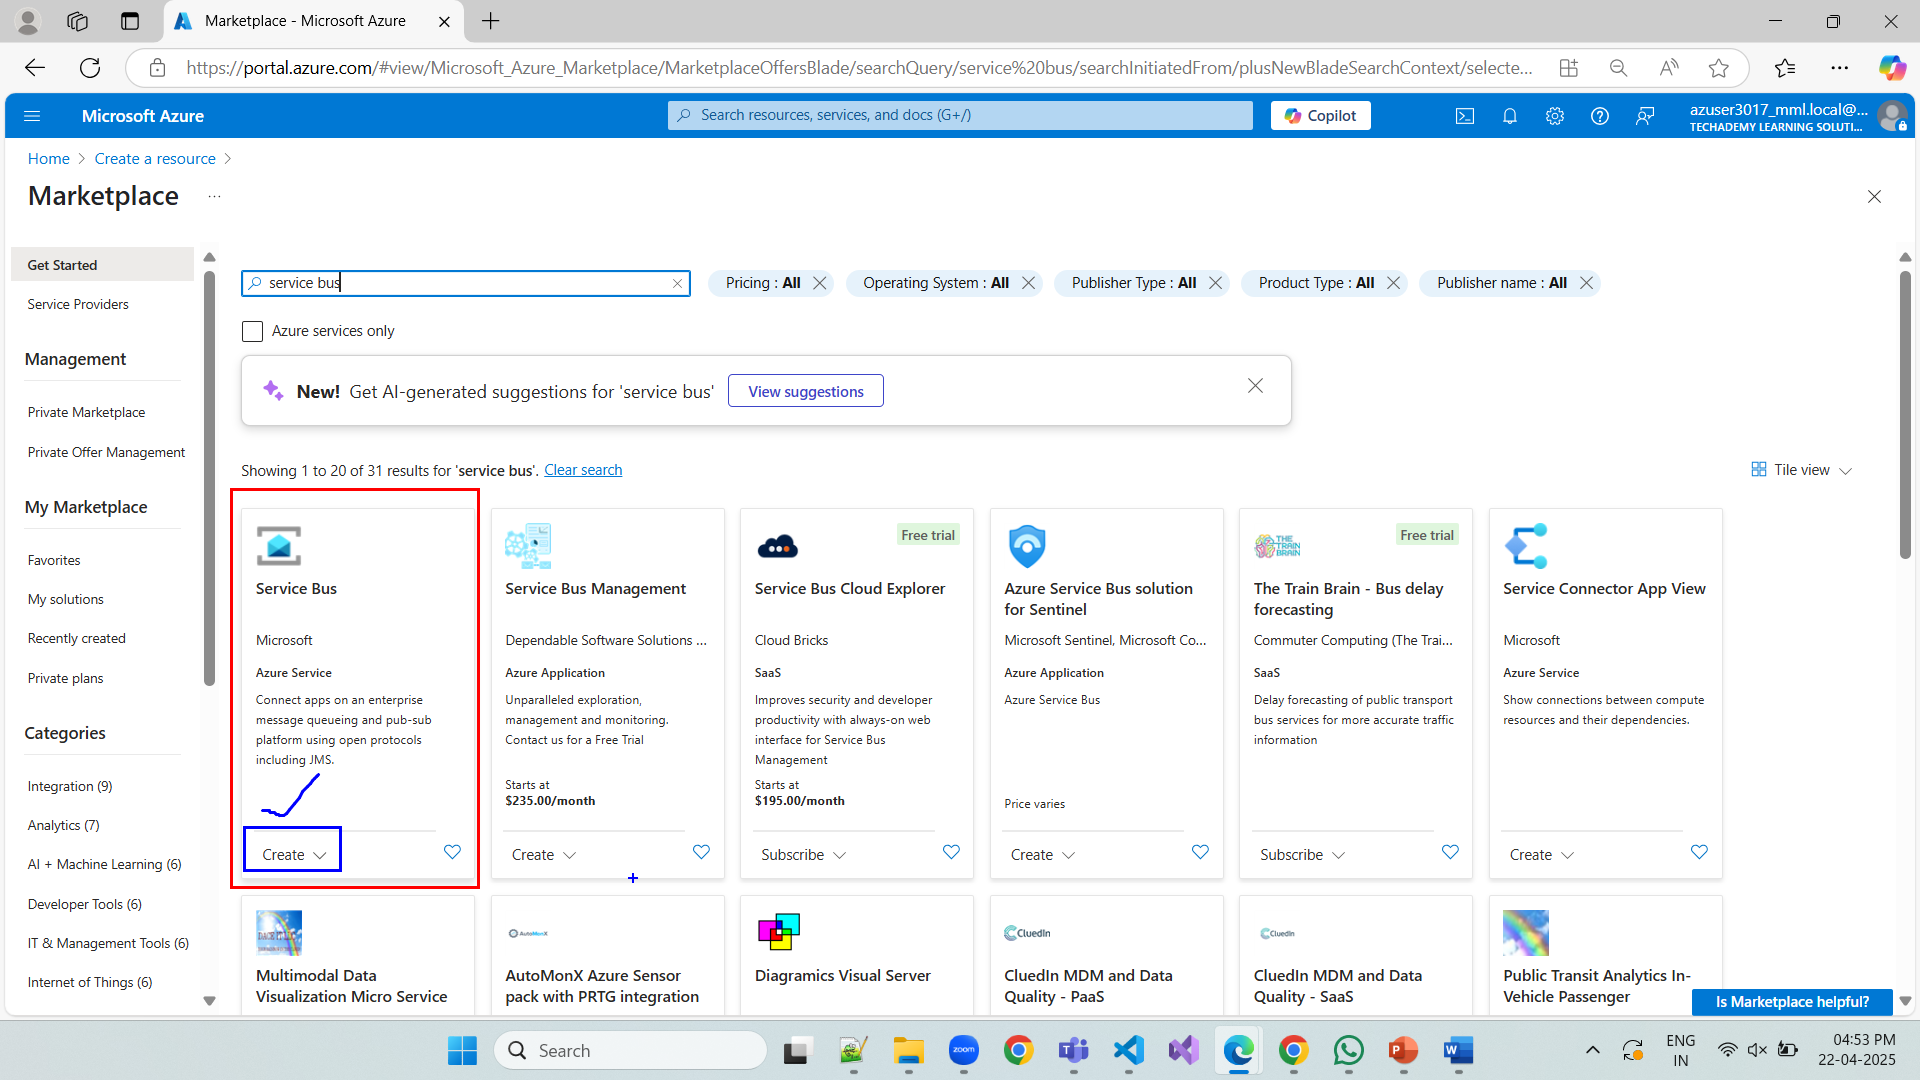 Marketplace - Microsoft Azure
https://portal.azure.com/#view/Microsoft_Azure_Marketplace/MarketplaceOffersBlade/searchQuery/service%20bus/searchInitiatedFrom/plusNewBladeSearchContext/selecte...
Microsoft Azure
Search resources, services, and docs (G+/)
Copilot
azuser3017_mml.local@...
TECHADEMY LEARNING SOLUTI...
Home > Create a resource >
Marketplace ...
Get Started
Service Providers
Management
Private Marketplace
Private Offer Management
My Marketplace
Favorites
My solutions
Recently created
Private plans
Categories
Integration (9)
Analytics (7)
AI + Machine Learning (6)
Developer Tools (6)
IT & Management Tools (6)
Internet of Things (6)
service bus
Pricing : All
Operating System : All
Publisher Type : All
Product Type : All
Publisher name : All
Azure services only
New! Get AI-generated suggestions for 'service bus'
View suggestions
Showing 1 to 20 of 31 results for 'service bus'. Clear search
Tile view
Service Bus
Microsoft
Azure Service
Connect apps on an enterprise
message queueing and pub-sub
platform using open protocols
including JMS.
Create
Service Bus Management
Dependable Software Solutions ...
Azure Application
Unparalleled exploration,
management and monitoring.
Contact us for a Free Trial
Starts at
$235.00/month
Create
Free trial
Service Bus Cloud Explorer
Cloud Bricks
SaaS
Improves security and developer
productivity with always-on web
interface for Service Bus
Management
Starts at
$195.00/month
Subscribe
Azure Service Bus solution
for Sentinel
Microsoft Sentinel, Microsoft Co...
Azure Application
Azure Service Bus
Price varies
Create
THE
TRAIN
BRAIN
Free trial
The Train Brain - Bus delay
forecasting
Commuter Computing (The Trai...
SaaS
Delay forecasting of public transport
bus services for more accurate traffic
information
Subscribe
Service Connector App View
Microsoft
Azure Service
Show connections between compute
resources and their dependencies.
Create
Multimodal Data
Visualization Micro Service
AutoMonX
AutoMonX Azure Sensor
pack with PRTG integration
Diagramics Visual Server
CluedIn
CluedIn MDM and Data
Quality - PaaS
CluedIn
CluedIn MDM and Data
Quality - SaaS
Public Transit Analytics In-
Vehicle Passenger
Is Marketplace helpful?
Search
zoom
ENG
IN
04:53 PM
22-04-2025